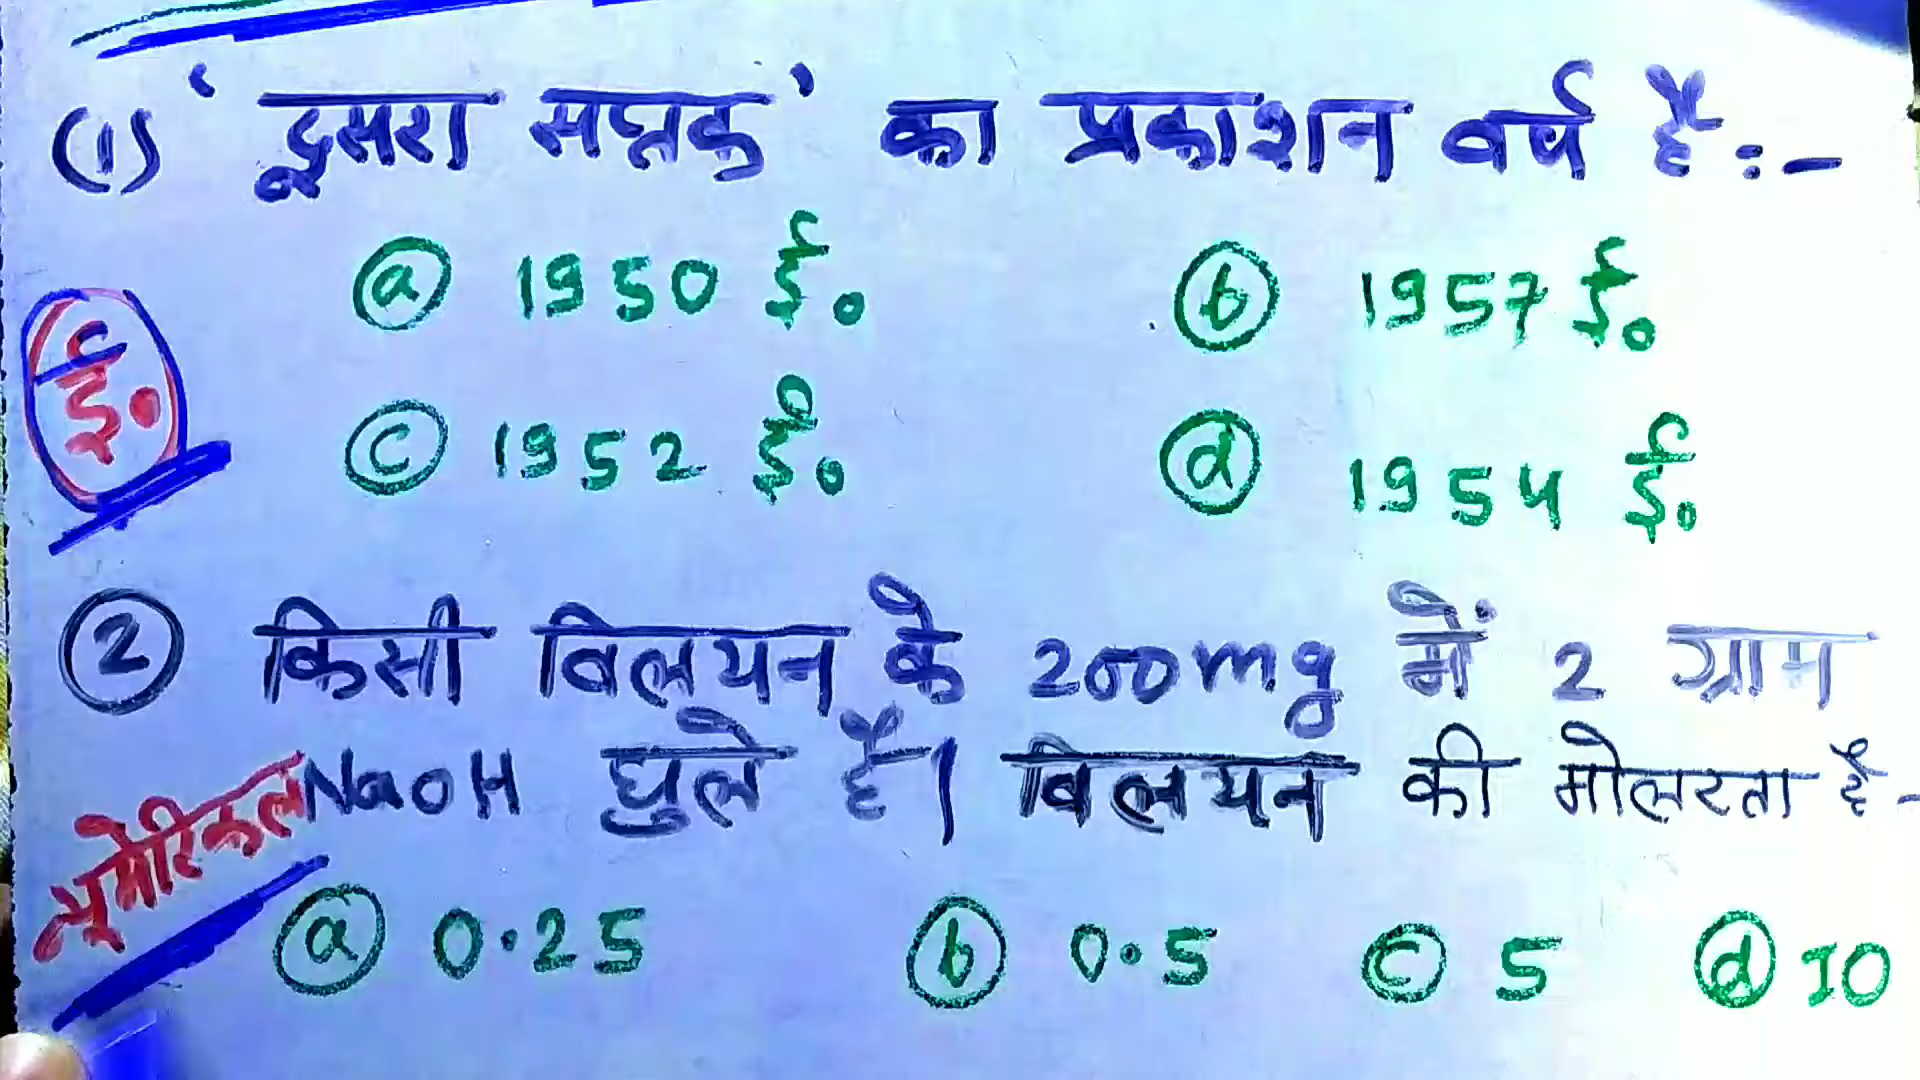 (1) 'दूसरा सप्तक' का प्रकाशन वर्ष है:-
(a) 1950 ई० (b) 1957 ई०
ई०
(c) 1952 ई० (d) 1954 ई०
(2) किसी विलयन के 200mg में 2 ग्राम
NaOH घुले है। विलयन की मोलरता है-
न्यूमेरिकल
(a) 0.25 (b) 0.5 (c) 5 (d) 10